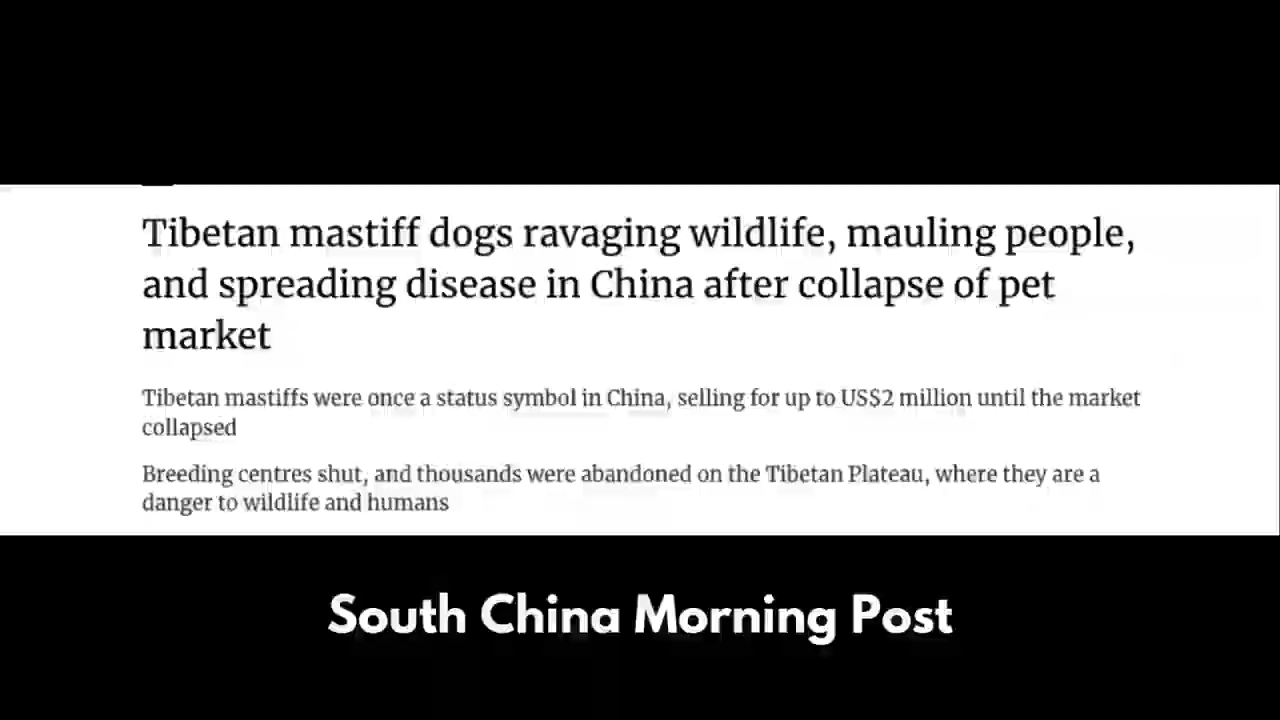 Tibetan mastiff dogs ravaging wildlife, mauling people,
and spreading disease in China after collapse of pet
market
Tibetan mastiffs were once a status symbol in China, selling for up to US$2 million until the market
collapsed
Breeding centres shut, and thousands were abandoned on the Tibetan Plateau, where they are a
danger to wildlife and humans
South China Morning Post